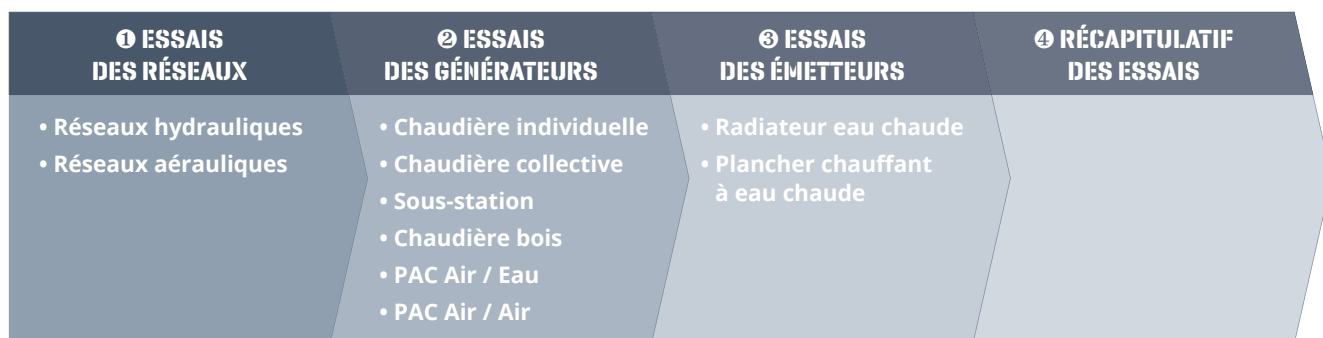 ❶ ESSAIS
DES RÉSEAUX
• Réseaux hydrauliques
• Réseaux aérauliques
❷ ESSAIS
DES GÉNÉRATEURS
• Chaudière individuelle
• Chaudière collective
• Sous-station
• Chaudière bois
• PAC Air / Eau
• PAC Air / Air
❸ ESSAIS
DES ÉMETTEURS
• Radiateur eau chaude
• Plancher chauffant
à eau chaude
❹ RÉCAPITULATIF
DES ESSAIS